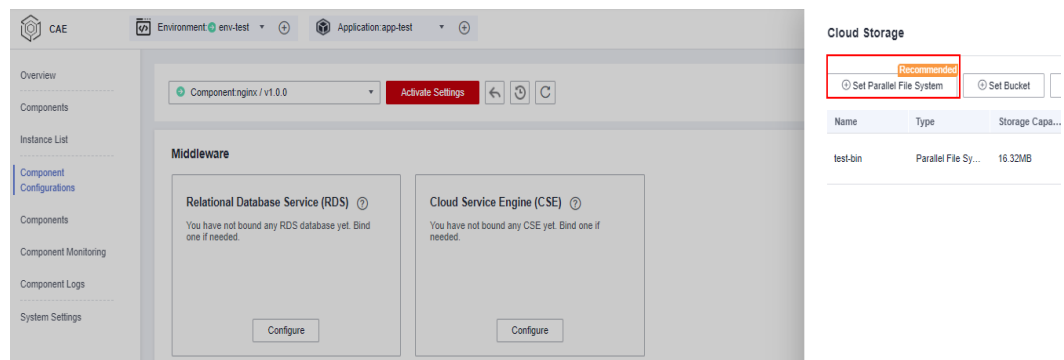 CAE
Environment: env-test
Application:app-test
Overview
Components
Instance List
Component
Configurations
Components
Component Monitoring
Component Logs
System Settings
Component:nginx / v1.0.0
Activate Settings
Middleware
Relational Database Service (RDS)
You have not bound any RDS database yet. Bind
one if needed.
Configure
Cloud Service Engine (CSE)
You have not bound any CSE yet. Bind one if
needed.
Configure
Cloud Storage
Recommended
Set Parallel File System
Set Bucket
Name Type Storage Capa...
test-bin Parallel File Sy... 16.32MB